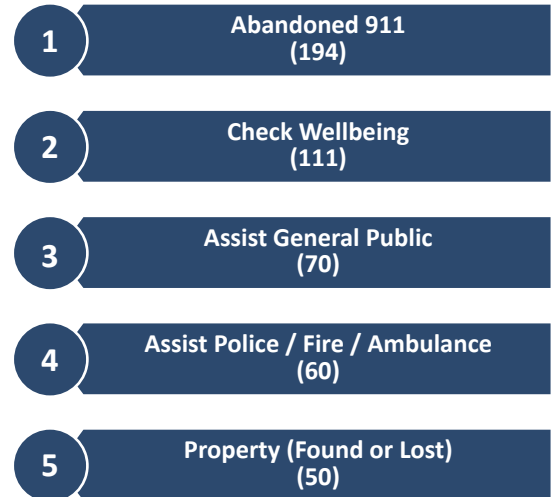 1
Abandoned 911
(194)
2
Check Wellbeing
(111)
3
Assist General Public
(70)
4
Assist Police / Fire / Ambulance
(60)
5
Property (Found or Lost)
(50)